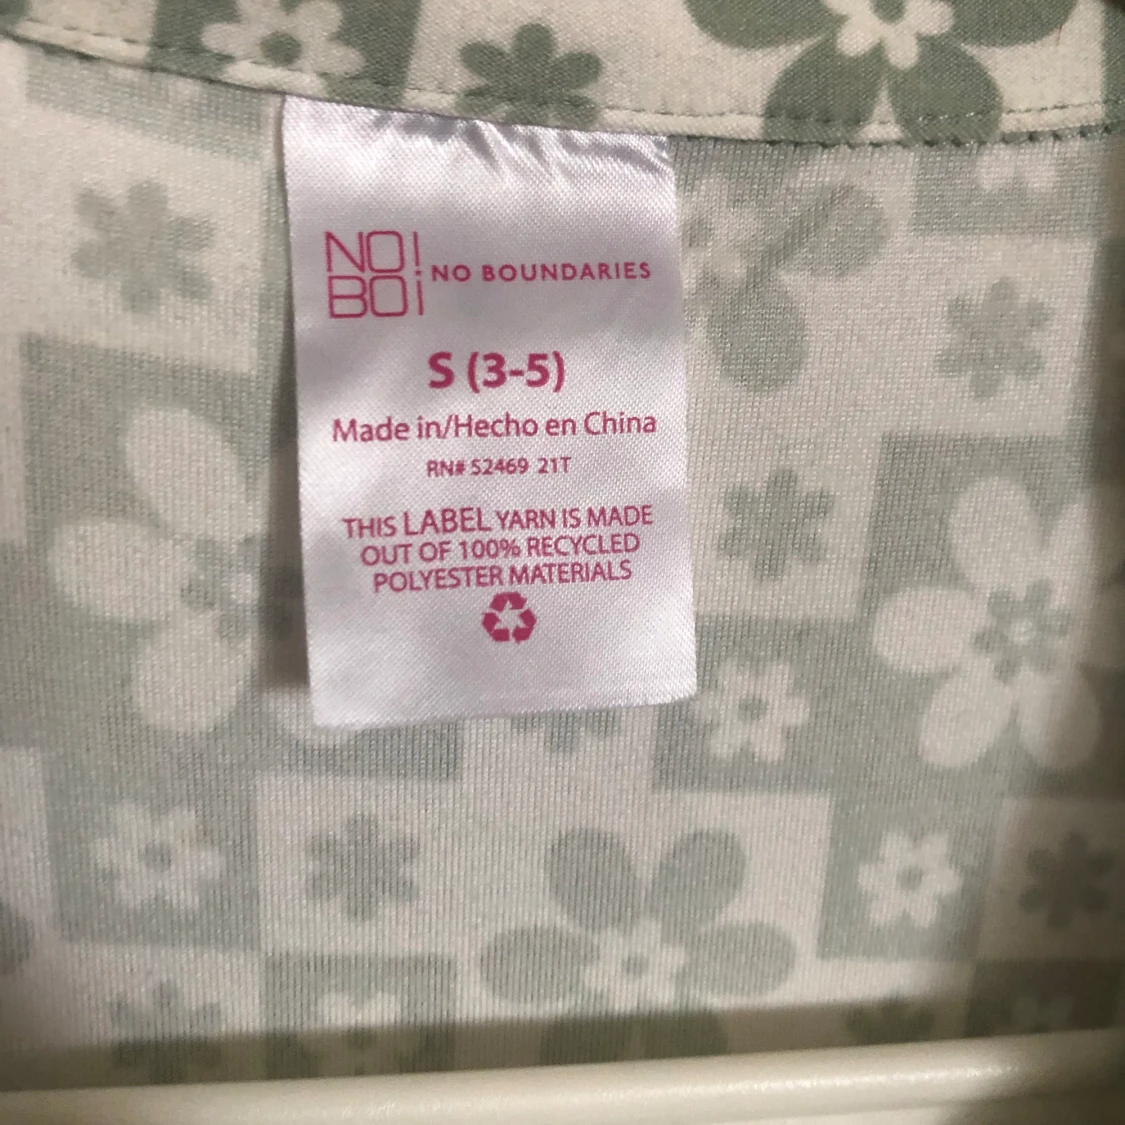 NO!
BO¡
NO BOUNDARIES
S (3-5)
Made in/Hecho en China
RN# 52469 21T
THIS LABEL YARN IS MADE
OUT OF 100% RECYCLED
POLYESTER MATERIALS